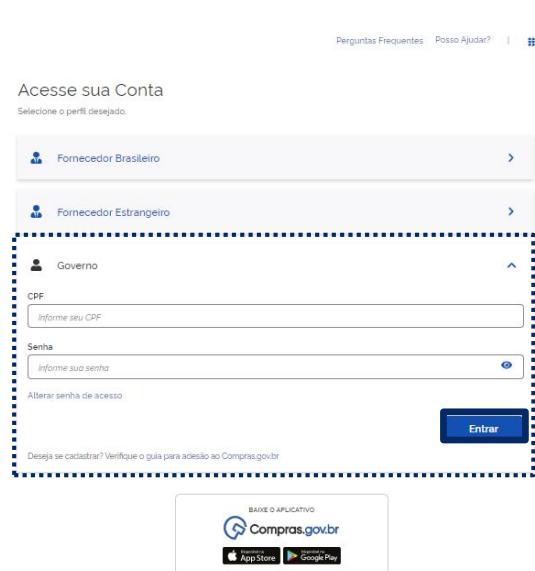 Perguntas Frequentes Posso Ajudar? |
Acesse sua Conta
Selecione o perfil desejado.
Fornecedor Brasileiro
Fornecedor Estrangeiro
Governo
CPF
Informe seu CPF
Senha
Informe sua senha
Alterar senha de acesso
Entrar
Deseja se cadastrar? Verifique o guia para adesão ao Compras.gov.br
BAIXE O APLICATIVO
Compras.gov.br
App Store Google Play